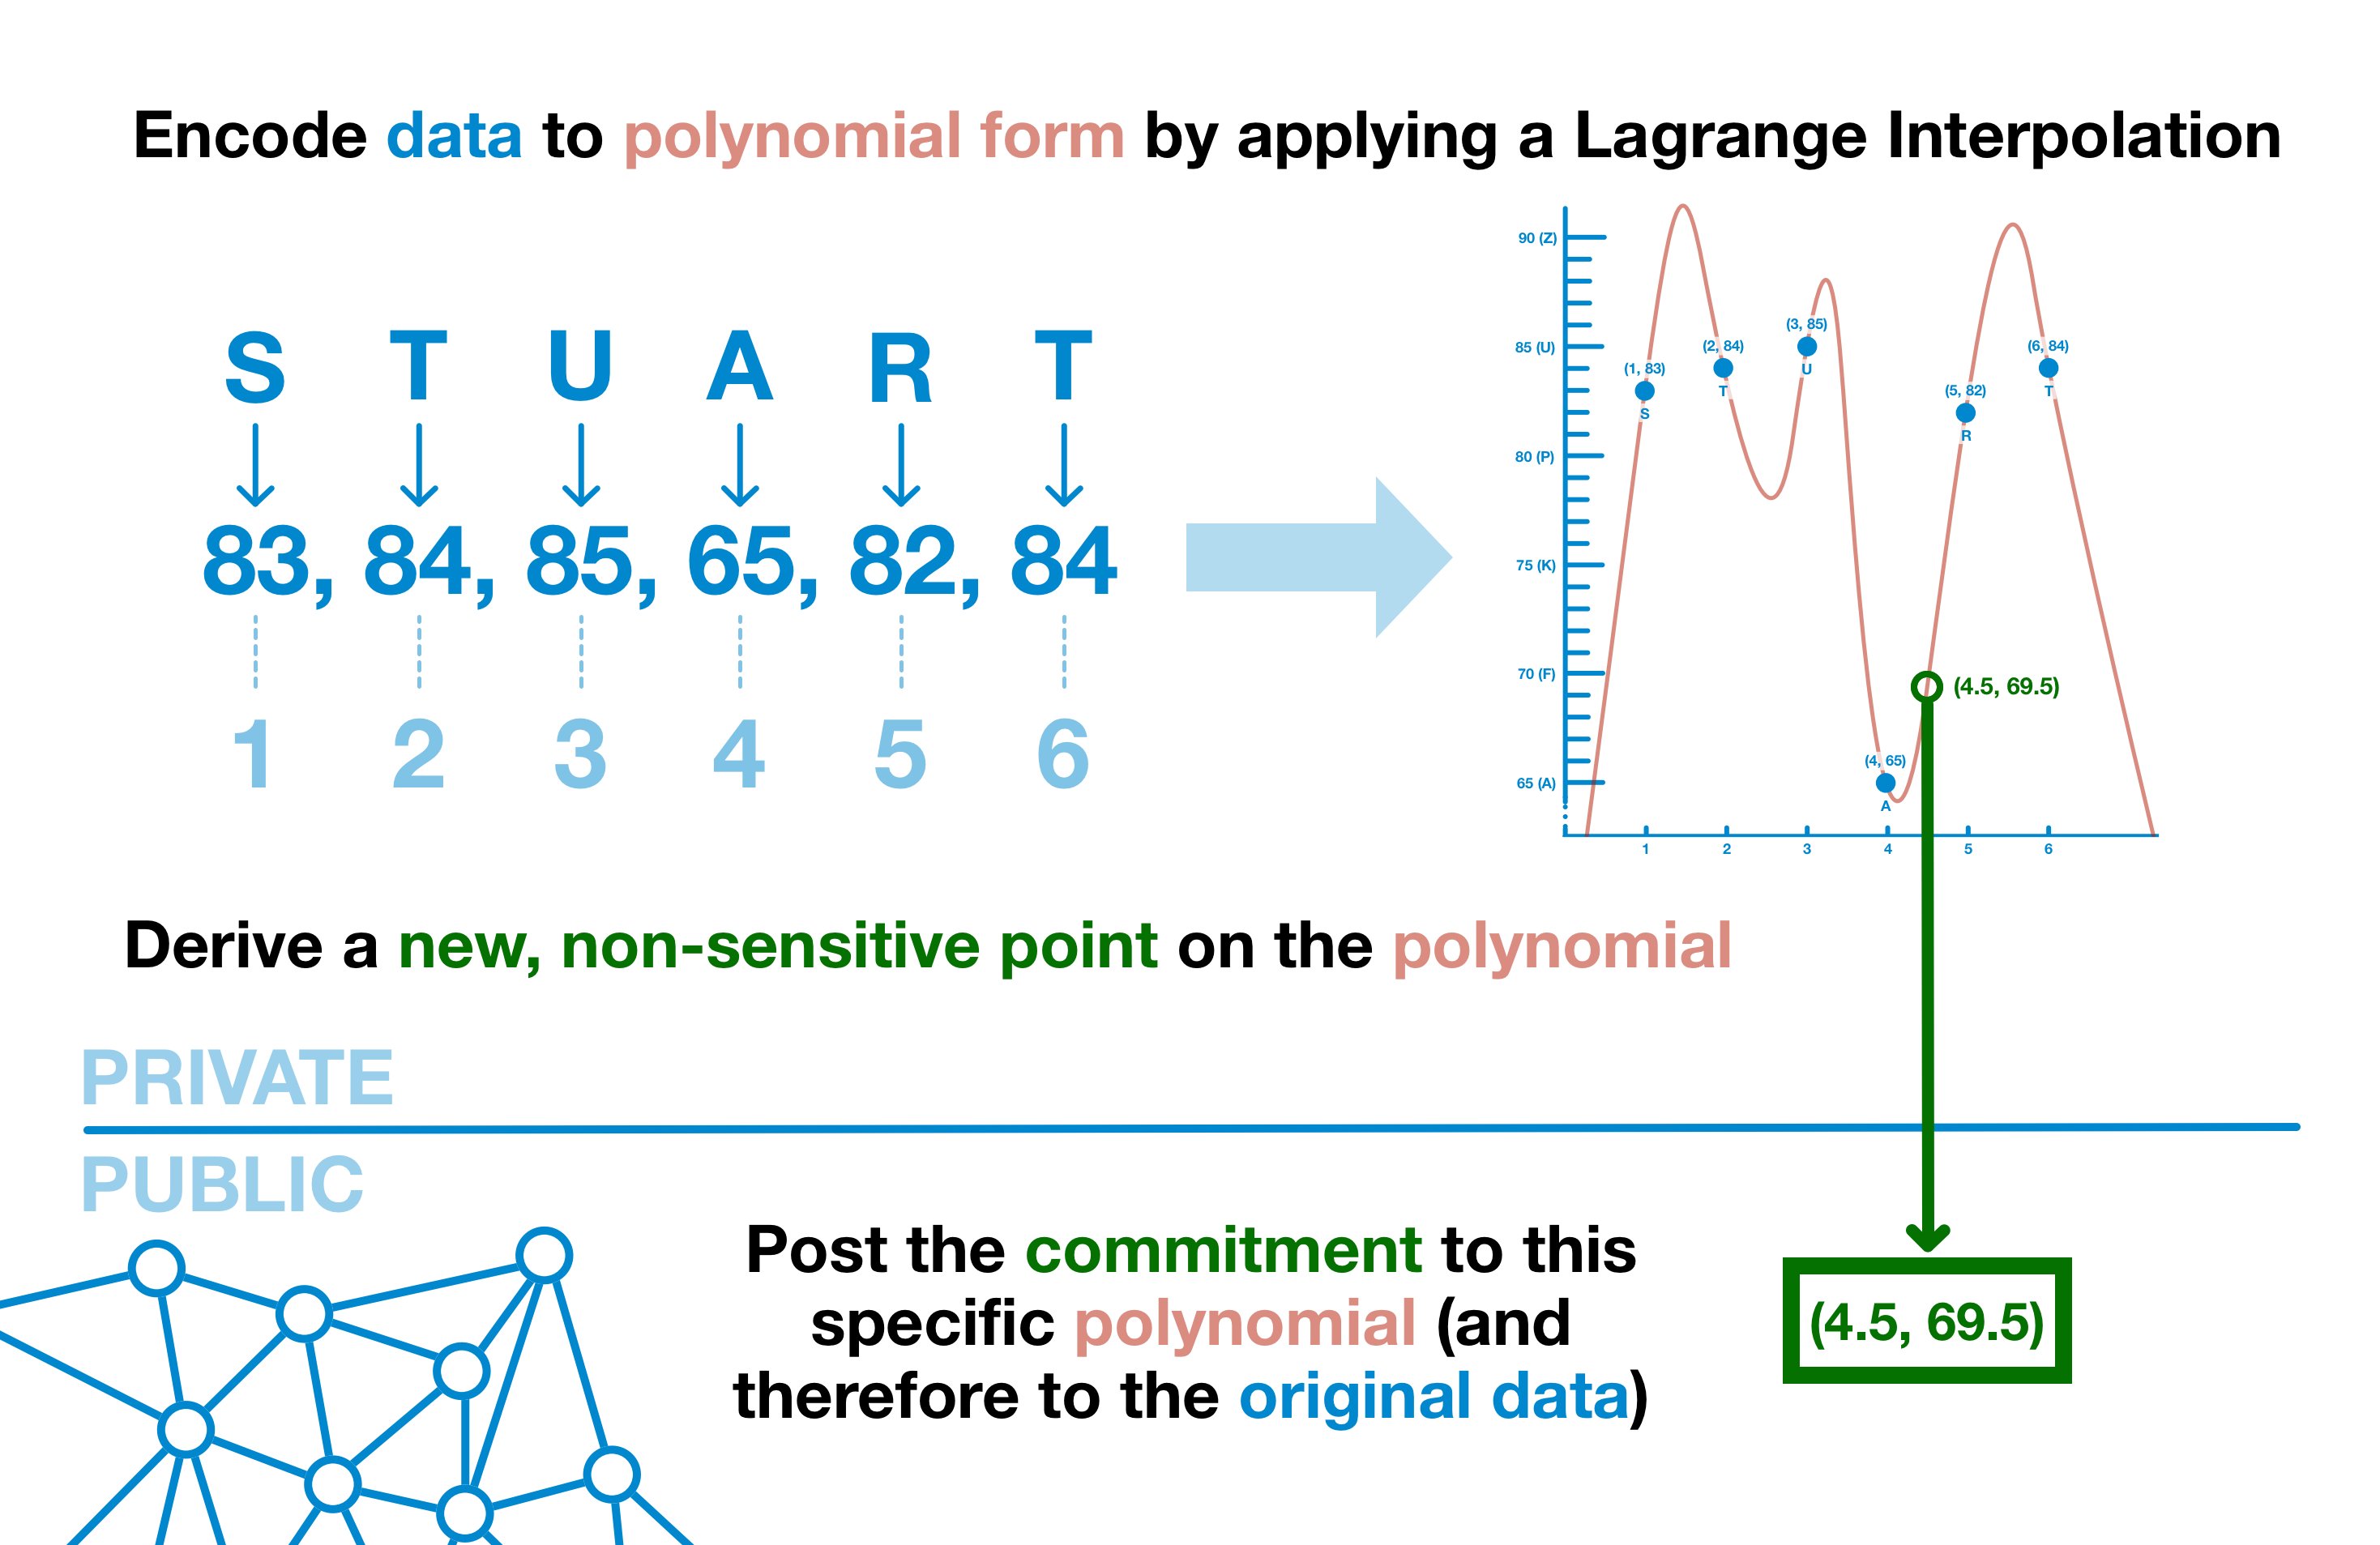 Encode data to polynomial form by applying a Lagrange Interpolation
S T U A R T
83, 84, 85, 65, 82, 84
1 2 3 4 5 6
90 (Z)
85 (U)
80 (P)
75 (K)
70 (F)
65 (A)
(1, 83)
S
(2, 84)
T
(3, 85)
U
(4, 65)
A
(5, 82)
R
(6, 84)
T
(4.5, 69.5)
1 2 3 4 5 6
Derive a new, non-sensitive point on the polynomial
PRIVATE
PUBLIC
Post the commitment to this
specific polynomial (and
therefore to the original data)
(4.5, 69.5)